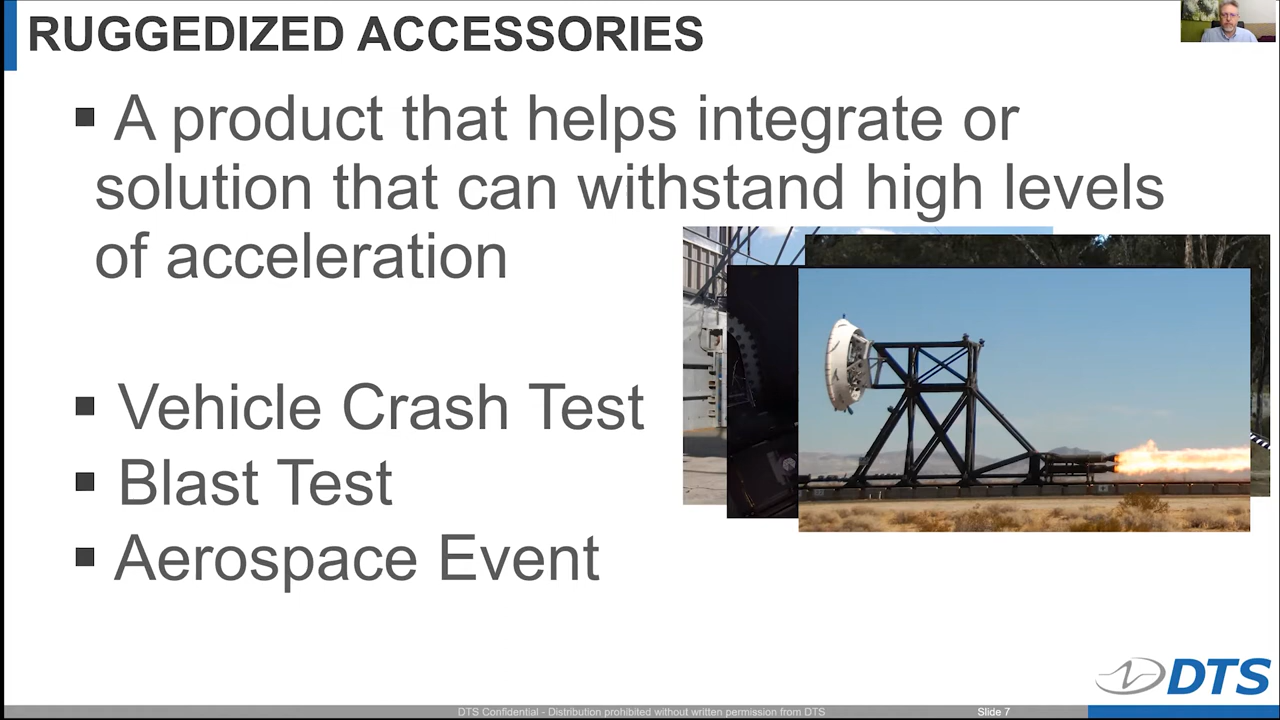 RUGGEDIZED ACCESSORIES
▪ A product that helps integrate or
solution that can withstand high levels
of acceleration
▪ Vehicle Crash Test
▪ Blast Test
▪ Aerospace Event
DTS
DTS Confidential - Distribution prohibited without written permission from DTS
Slide 7